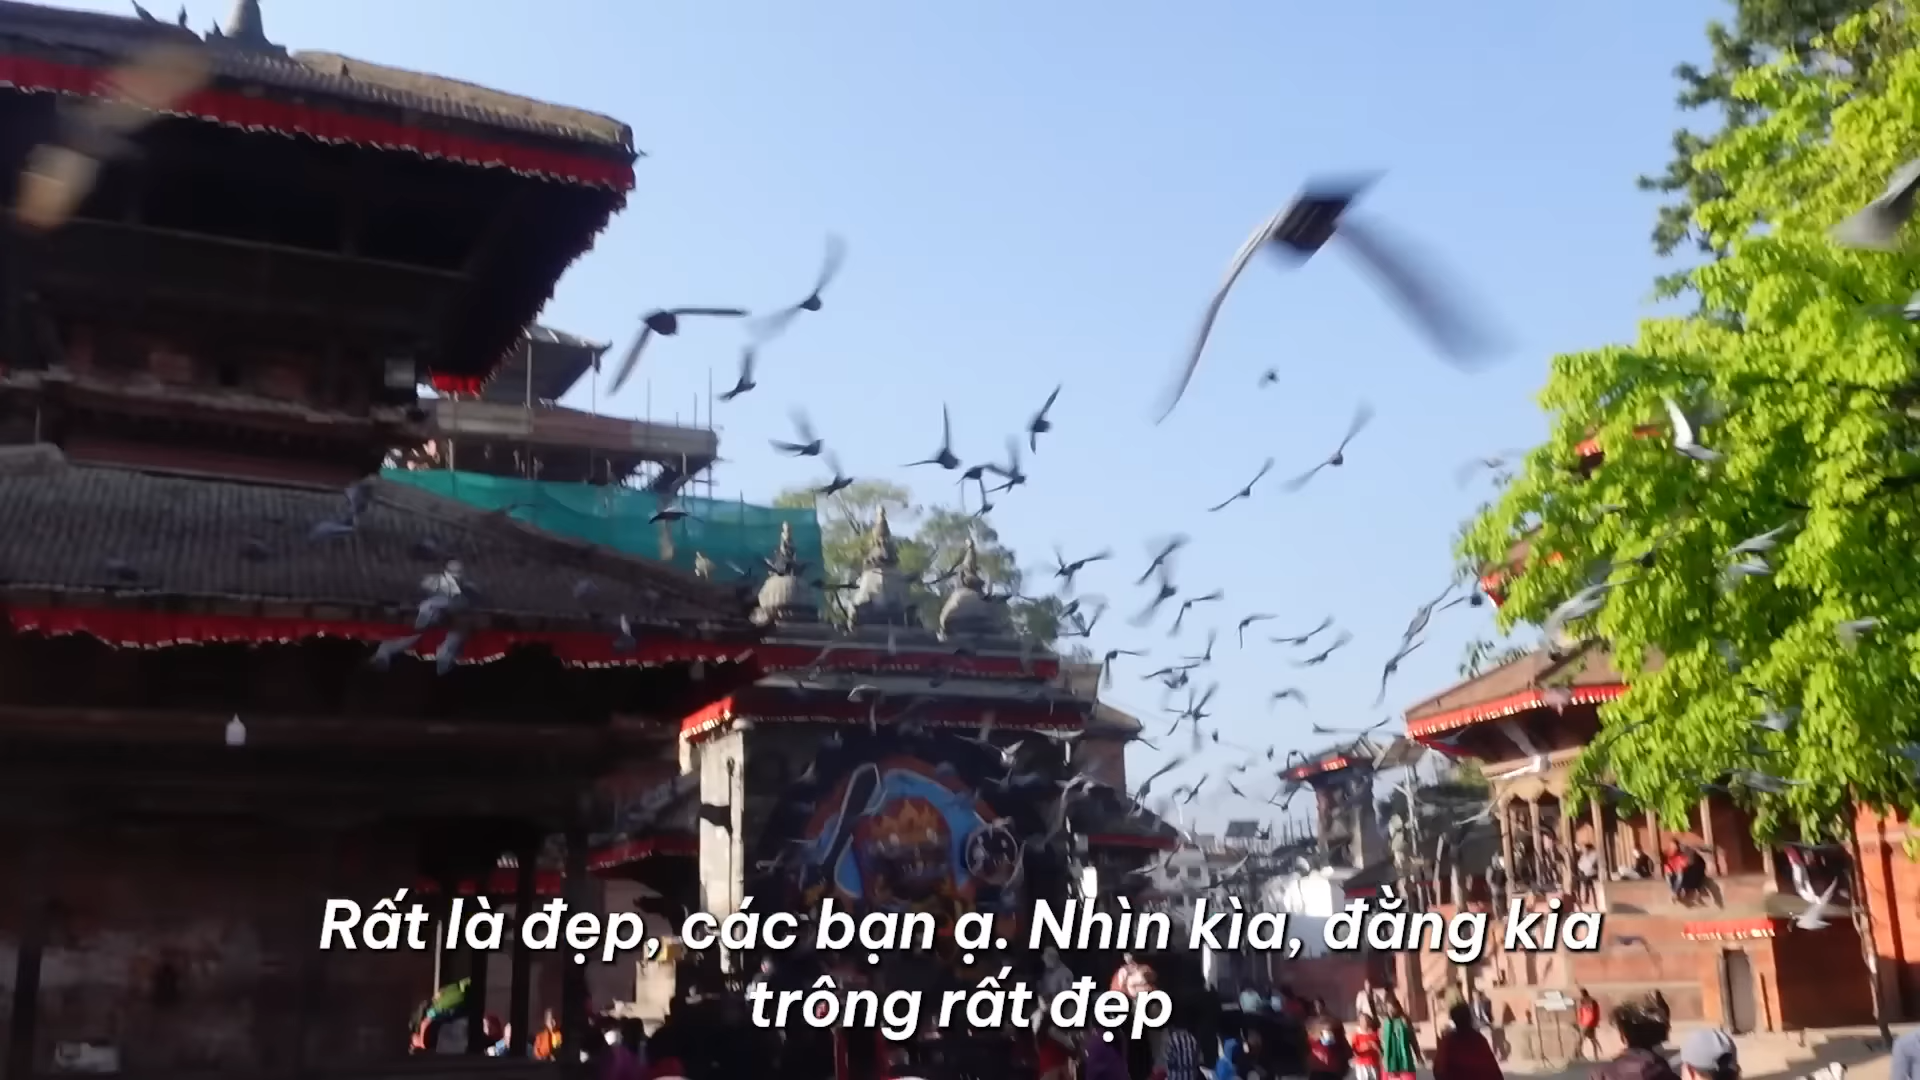 Rất là đẹp, các bạn ạ. Nhìn kìa, đằng kia
trông rất đẹp